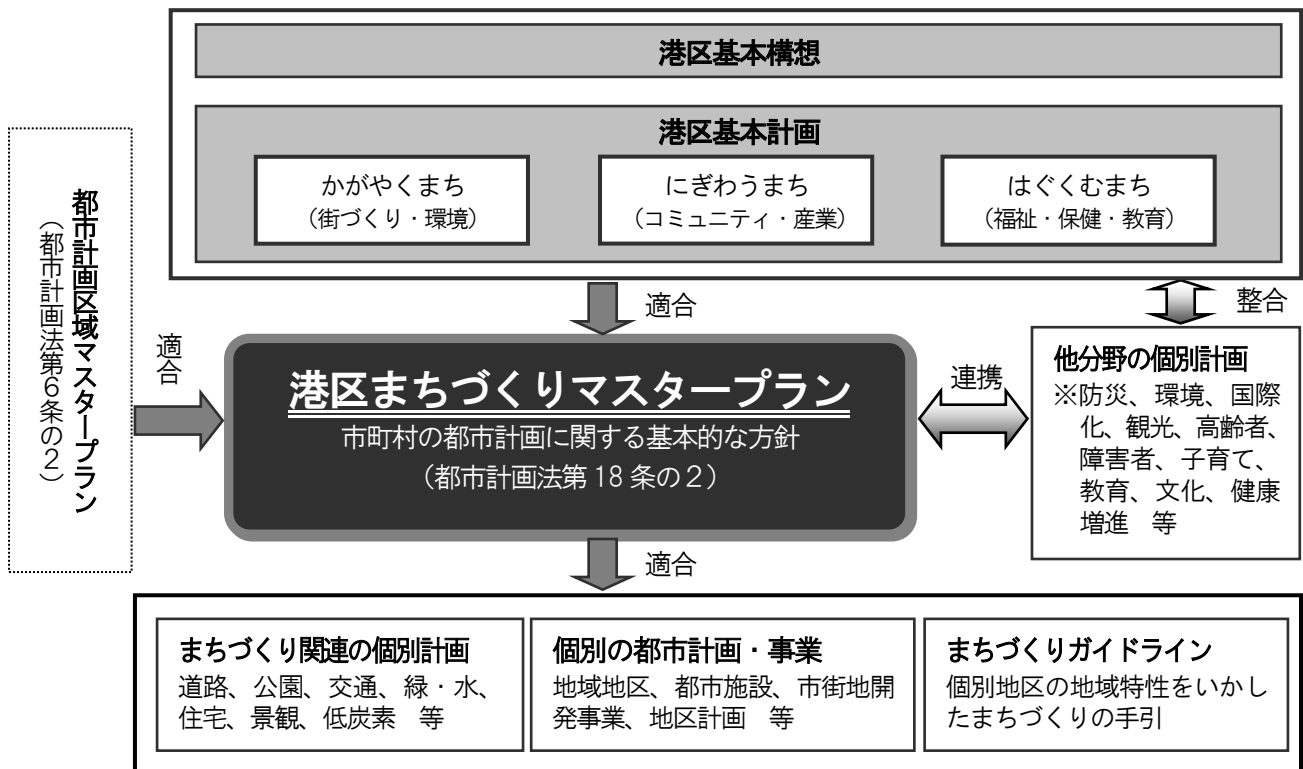 港区基本構想
港区基本計画
かがやくまち
（街づくり・環境）
にぎわうまち
（コミュニティ・産業）
はぐくむまち
（福祉・保健・教育）
都市計画区域マスタープラン
（都市計画法第６条の２）
適合
適合
整合
港区まちづくりマスタープラン
市町村の都市計画に関する基本的な方針
（都市計画法第 18 条の２）
連携
他分野の個別計画
※防災、環境、国際
化、観光、高齢者、
障害者、子育て、
教育、文化、健康
増進　等
適合
まちづくり関連の個別計画
道路、公園、交通、緑・水、
住宅、景観、低炭素　等
個別の都市計画・事業
地域地区、都市施設、市街地開
発事業、地区計画　等
まちづくりガイドライン
個別地区の地域特性をいかし
たまちづくりの手引